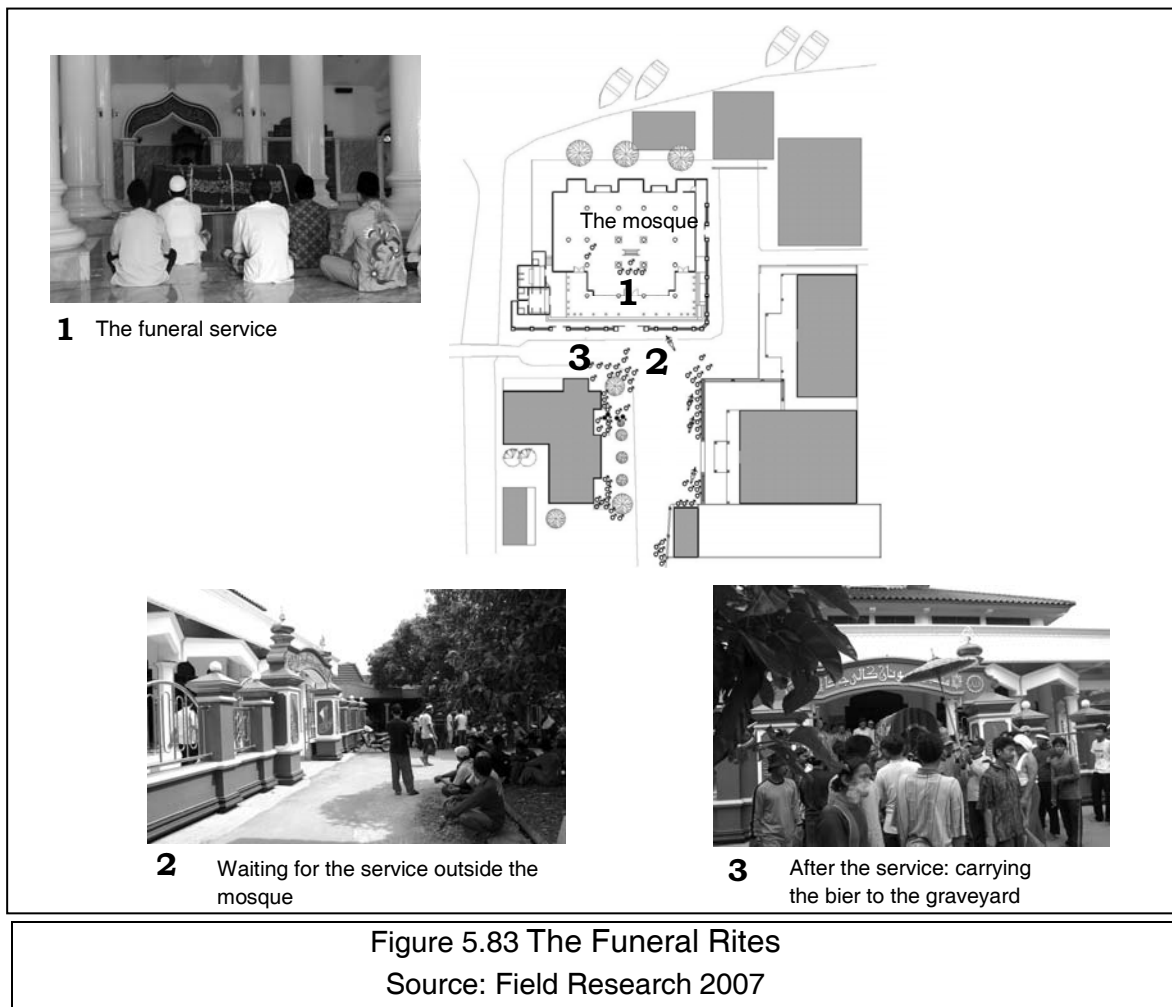 The mosque
1
3
2
1 The funeral service
2 Waiting for the service outside the
mosque
3 After the service: carrying
the bier to the graveyard
Figure 5.83 The Funeral Rites
Source: Field Research 2007